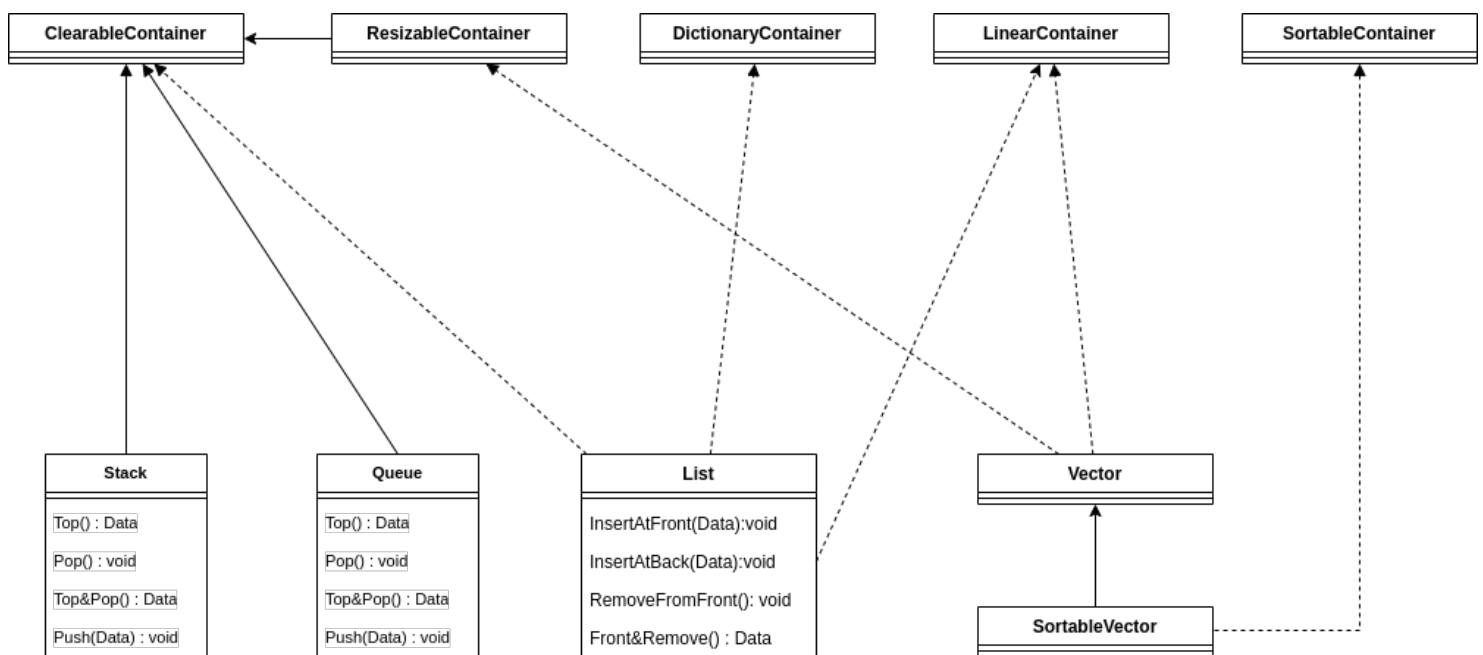 ClearableContainer
ResizableContainer
DictionaryContainer
LinearContainer
SortableContainer
Stack
Top() : Data
Pop() : void
Top&Pop() : Data
Push(Data) : void
Queue
Top() : Data
Pop() : void
Top&Pop() : Data
Push(Data) : void
List
InsertAtFront(Data):void
InsertAtBack(Data):void
RemoveFromFront(): void
Front&Remove() : Data
Vector
SortableVector